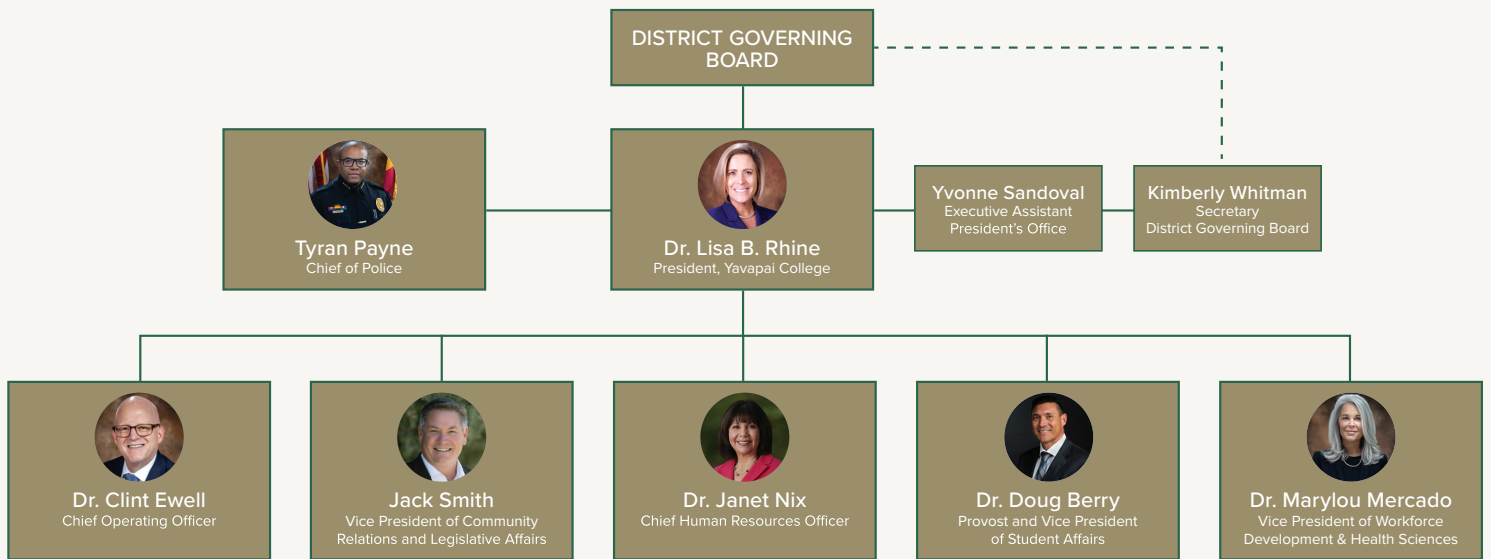 DISTRICT GOVERNING
BOARD
Tyran Payne
Chief of Police
Dr. Lisa B. Rhine
President, Yavapai College
Yvonne Sandoval
Executive Assistant
President’s Office
Kimberly Whitman
Secretary
District Governing Board
Dr. Clint Ewell
Chief Operating Officer
Jack Smith
Vice President of Community
Relations and Legislative Affairs
Dr. Janet Nix
Chief Human Resources Officer
Dr. Doug Berry
Provost and Vice President
of Student Affairs
Dr. Marylou Mercado
Vice President of Workforce
Development & Health Sciences